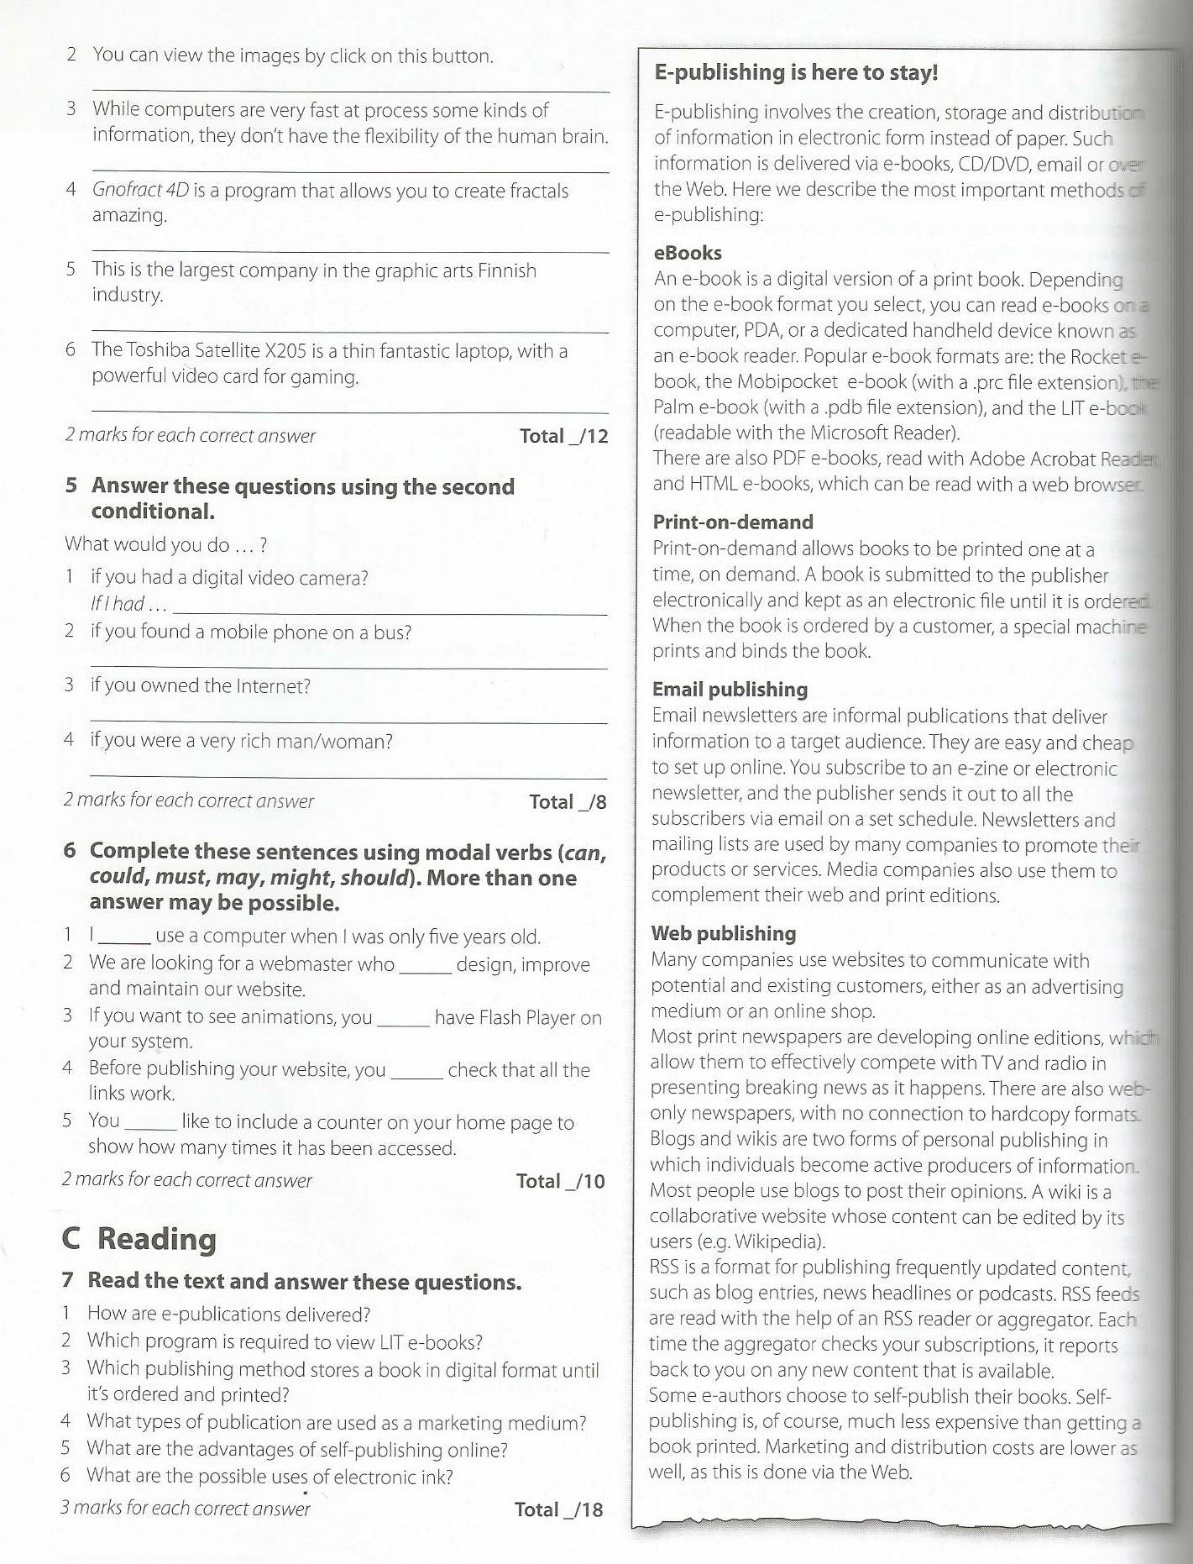 2 You can view the images by click on this button.
3 While computers are very fast at process some kinds of
information, they don't have the flexibility of the human brain.
4 Gnofract 4D is a program that allows you to create fractals
amazing.
5 This is the largest company in the graphic arts Finnish
industry.
6 The Toshiba Satellite X205 is a thin fantastic laptop, with a
powerful video card for gaming.
2 marks for each correct answer Total _/12
5 Answer these questions using the second
conditional.
What would you do ... ?
1 if you had a digital video camera?
If I had ... ____
2 if you found a mobile phone on a bus?
3 if you owned the Internet?
4 if you were a very rich man/woman?
2 marks for each correct answer Total _/8
6 Complete these sentences using modal verbs (can,
could, must, may, might, should). More than one
answer may be possible.
1 I _____ use a computer when I was only five years old.
2 We are looking for a webmaster who _____ design, improve
and maintain our website.
3 If you want to see animations, you _____ have Flash Player on
your system.
4 Before publishing your website, you _____ check that all the
links work.
5 You _____ like to include a counter on your home page to
show how many times it has been accessed.
2 marks for each correct answer Total _/10
C Reading
7 Read the text and answer these questions.
1 How are e-publications delivered?
2 Which program is required to view LIT e-books?
3 Which publishing method stores a book in digital format until
it's ordered and printed?
4 What types of publication are used as a marketing medium?
5 What are the advantages of self-publishing online?
6 What are the possible uses of electronic ink?
3 marks for each correct answer Total _/18
E-publishing is here to stay!
E-publishing involves the creation, storage and distribution
of information in electronic form instead of paper. Such
information is delivered via e-books, CD/DVD, email or over
the Web. Here we describe the most important methods of
e-publishing:
eBooks
An e-book is a digital version of a print book. Depending
on the e-book format you select, you can read e-books on a
computer, PDA, or a dedicated handheld device known as
an e-book reader. Popular e-book formats are: the Rocket e-
book, the Mobipocket e-book (with a .prc file extension), the
Palm e-book (with a .pdb file extension), and the LIT e-book
(readable with the Microsoft Reader).
There are also PDF e-books, read with Adobe Acrobat Reader,
and HTML e-books, which can be read with a web browser.
Print-on-demand
Print-on-demand allows books to be printed one at a
time, on demand. A book is submitted to the publisher
electronically and kept as an electronic file until it is ordered.
When the book is ordered by a customer, a special machine
prints and binds the book.
Email publishing
Email newsletters are informal publications that deliver
information to a target audience. They are easy and cheap
to set up online. You subscribe to an e-zine or electronic
newsletter, and the publisher sends it out to all the
subscribers via email on a set schedule. Newsletters and
mailing lists are used by many companies to promote their
products or services. Media companies also use them to
complement their web and print editions.
Web publishing
Many companies use websites to communicate with
potential and existing customers, either as an advertising
medium or an online shop.
Most print newspapers are developing online editions, which
allow them to effectively compete with TV and radio in
presenting breaking news as it happens. There are also web-
only newspapers, with no connection to hardcopy formats.
Blogs and wikis are two forms of personal publishing in
which individuals become active producers of information.
Most people use blogs to post their opinions. A wiki is a
collaborative website whose content can be edited by its
users (e.g. Wikipedia).
RSS is a format for publishing frequently updated content,
such as blog entries, news headlines or podcasts. RSS feeds
are read with the help of an RSS reader or aggregator. Each
time the aggregator checks your subscriptions, it reports
back to you on any new content that is available.
Some e-authors choose to self-publish their books. Self-
publishing is, of course, much less expensive than getting a
book printed. Marketing and distribution costs are lower as
well, as this is done via the Web.